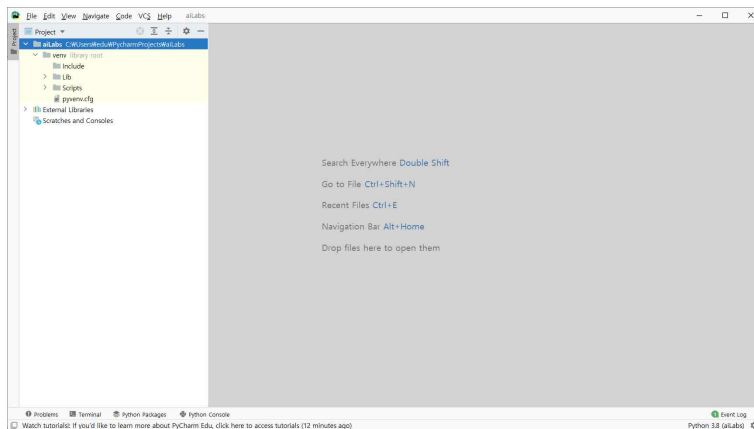 File Edit View Navigate Code VCS Help aiLabs
Project
Project
aiLabs C:₩Users₩edu₩PycharmProjects₩aiLabs
venv library root
Include
Lib
Scripts
pyvenv.cfg
External Libraries
Scratches and Consoles
Search Everywhere Double Shift
Go to File Ctrl+Shift+N
Recent Files Ctrl+E
Navigation Bar Alt+Home
Drop files here to open them
Problems Terminal Python Packages Python Console 1 Event Log
Watch tutorials!: If you'd like to learn more about PyCharm Edu, click here to access tutorials (12 minutes ago) Python 3.8 (aiLabs)